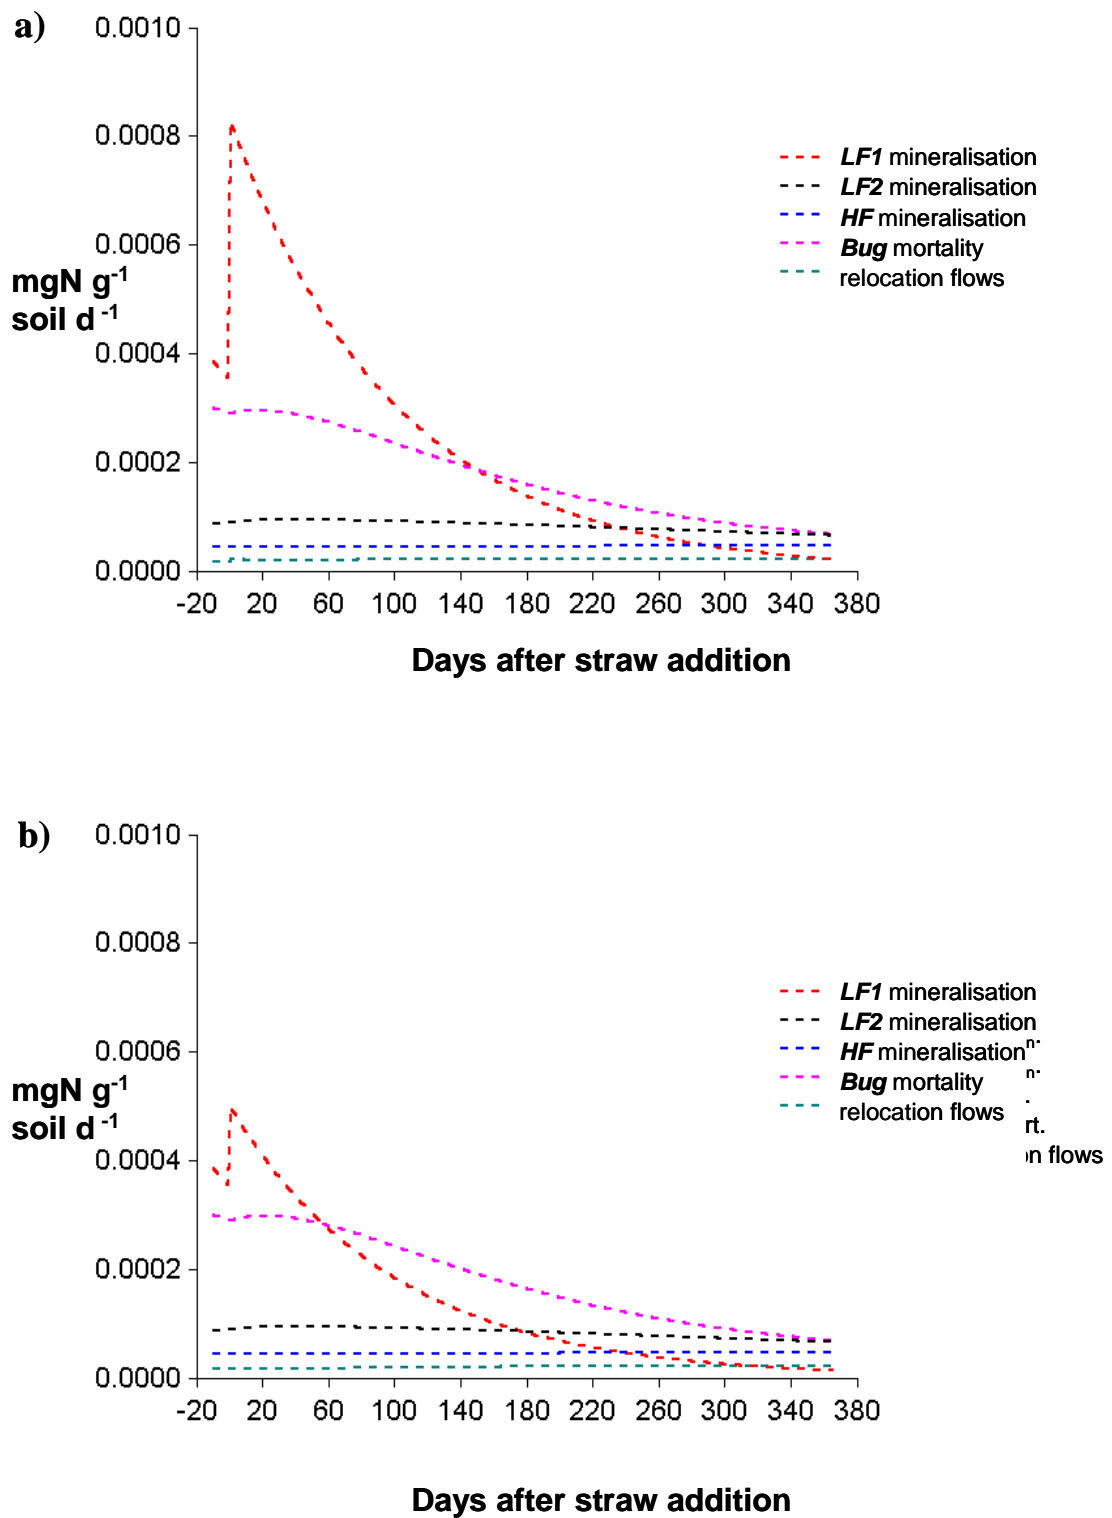 a)
0.0010
0.0008
0.0006
0.0004
0.0002
0.0000
mgN g-1
soil d-1
LF1 mineralisation
LF2 mineralisation
HF mineralisation
Bug mortality
relocation flows
-20 20 60 100 140 180 220 260 300 340 380
Days after straw addition
b)
0.0010
0.0008
0.0006
0.0004
0.0002
0.0000
mgN g-1
soil d-1
LF1 mineralisation
LF2 mineralisation
HF mineralisation
n.
Bug mortality
n.
relocation flows
.
rt.
n flows
-20 20 60 100 140 180 220 260 300 340 380
Days after straw addition